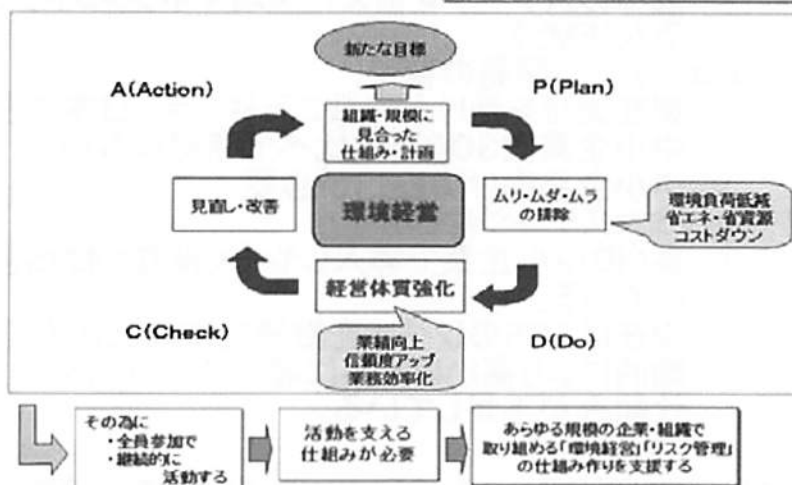 新たな目標
A(Action)
P(Plan)
組織・規模に
見合った
仕組み・計画
見直し・改善
環境経営
ムリ・ムダ・ムラ
の排除
環境負荷低減
省エネ・省資源
コストダウン
経営体質強化
C(Check)
D(Do)
業績向上
信頼度アップ
業務効率化
その為に
・全員参加で
・継続的に
活動する
活動を支える
仕組みが必要
あらゆる規模の企業・組織で
取り組める「環境経営」「リスク管理」
の仕組み作りを支援する